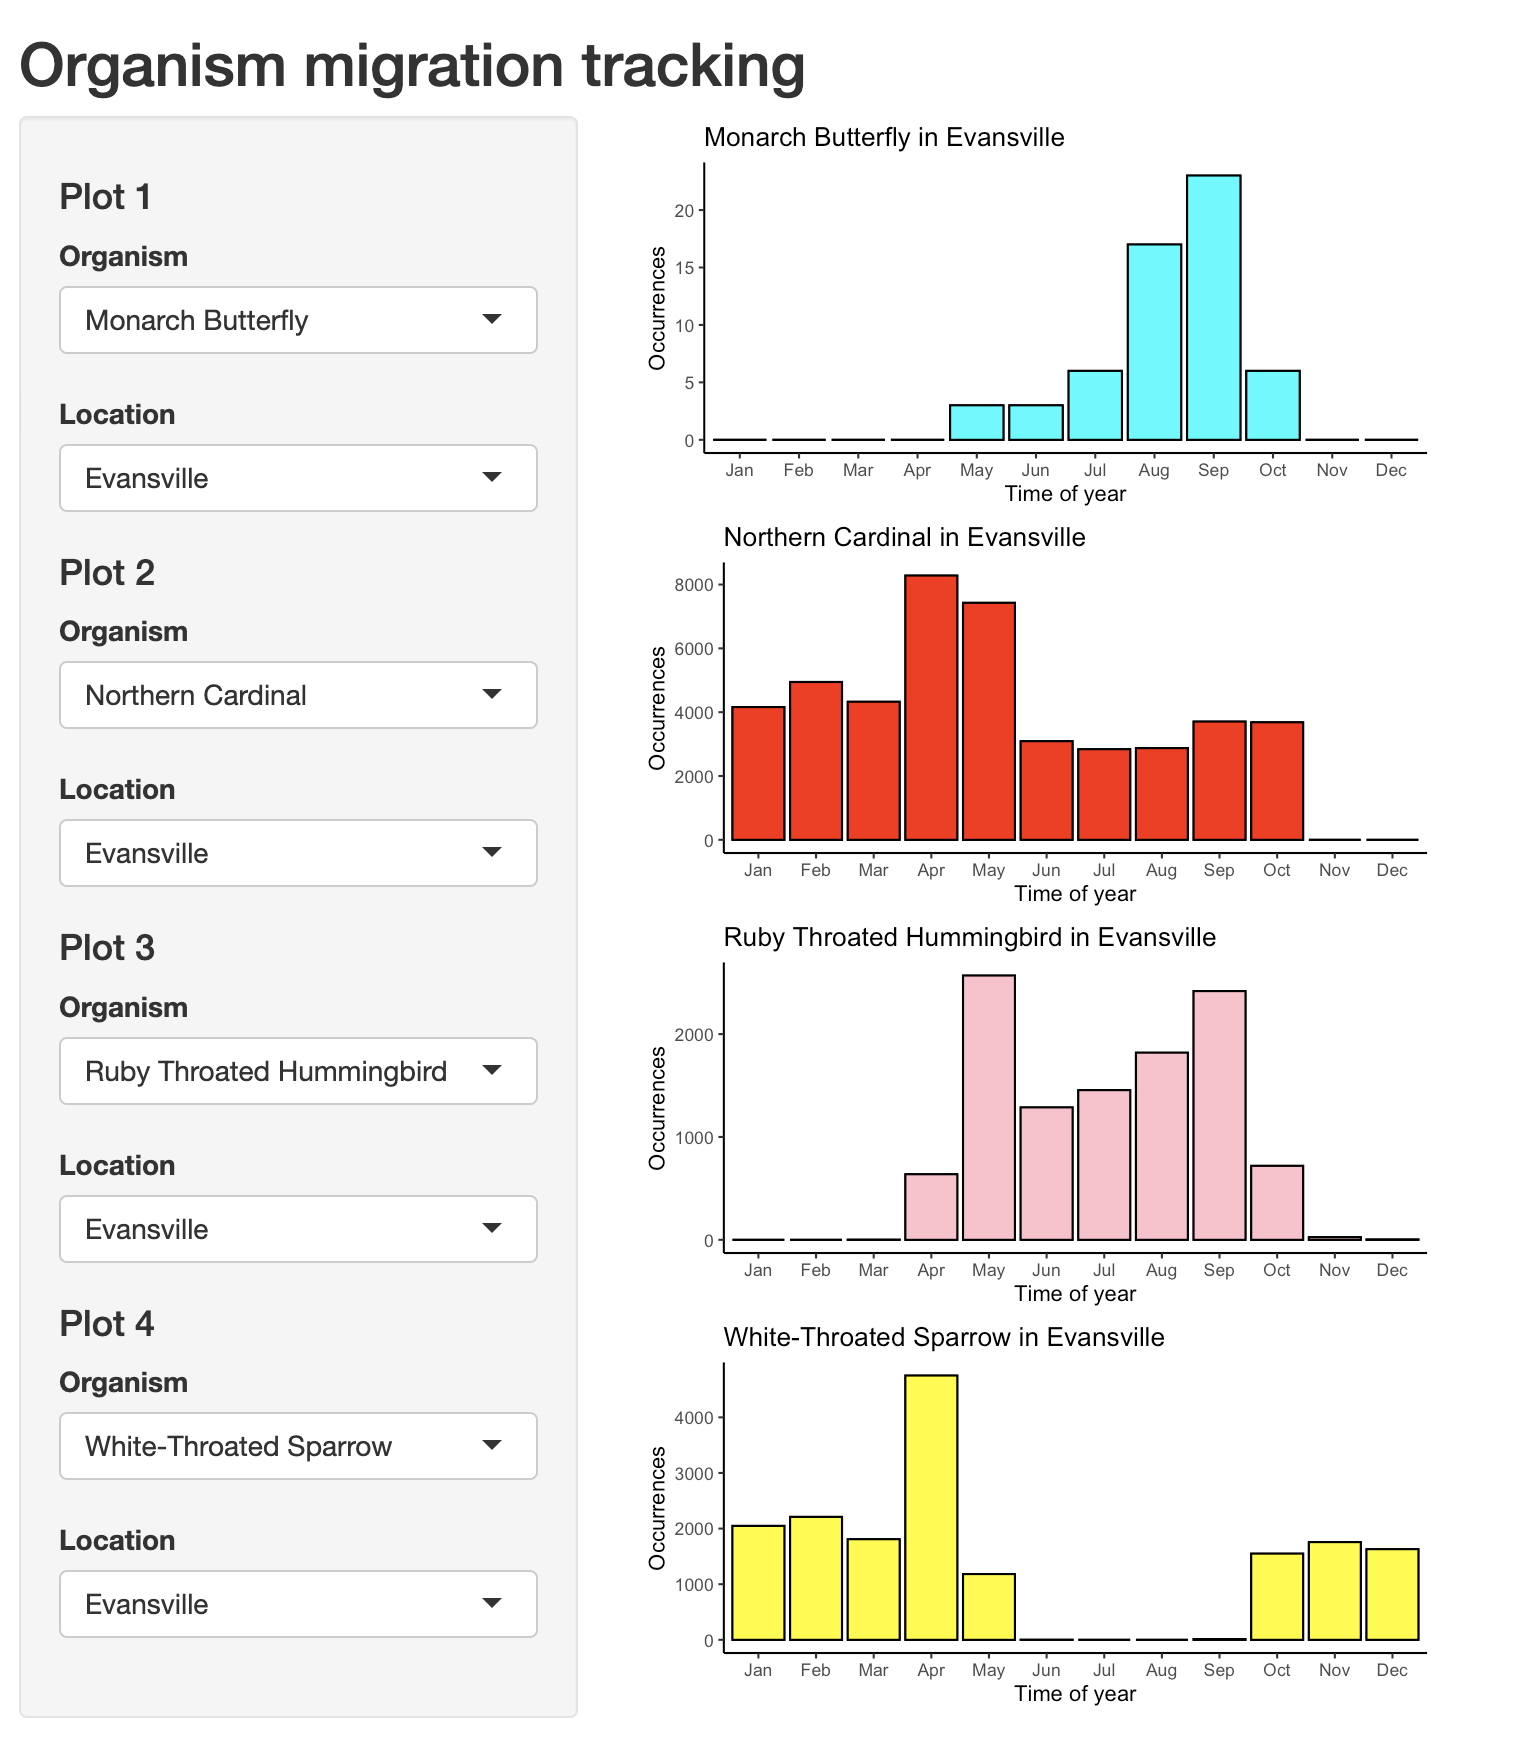 Organism migration tracking
Plot 1
Organism
Monarch Butterfly
Location
Evansville
Plot 2
Organism
Northern Cardinal
Location
Evansville
Plot 3
Organism
Ruby Throated Hummingbird
Location
Evansville
Plot 4
Organism
White-Throated Sparrow
Location
Evansville
Monarch Butterfly in Evansville
Occurrences
20
15
10
5
0
Jan Feb Mar Apr May Jun Jul Aug Sep Oct Nov Dec
Time of year
Northern Cardinal in Evansville
Occurrences
8000
6000
4000
2000
0
Jan Feb Mar Apr May Jun Jul Aug Sep Oct Nov Dec
Time of year
Ruby Throated Hummingbird in Evansville
Occurrences
2000
1000
0
Jan Feb Mar Apr May Jun Jul Aug Sep Oct Nov Dec
Time of year
White-Throated Sparrow in Evansville
Occurrences
4000
3000
2000
1000
0
Jan Feb Mar Apr May Jun Jul Aug Sep Oct Nov Dec
Time of year